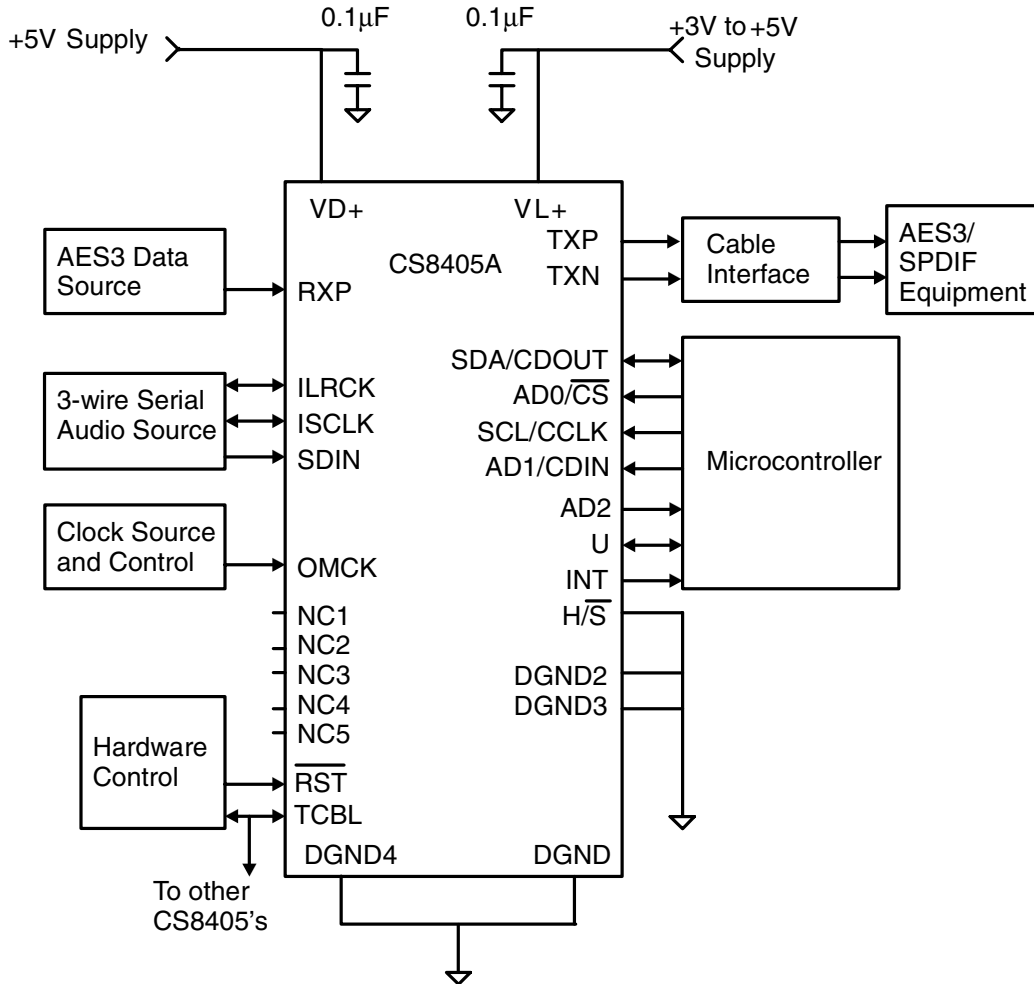 0.1µF
0.1µF
+5V Supply
+3V to +5V
Supply
VD+
VL+
CS8405A
AES3 Data
Source
RXP
TXP
TXN
Cable
Interface
AES3/
SPDIF
Equipment
3-wire Serial
Audio Source
ILRCK
ISCLK
SDIN
SDA/CDOUT
AD0/C̅S̅
SCL/CCLK
AD1/CDIN
AD2
U
INT
H/S̅
Microcontroller
Clock Source
and Control
OMCK
NC1
NC2
NC3
NC4
NC5
DGND2
DGND3
Hardware
Control
R̅S̅T̅
TCBL
DGND4
DGND
To other
CS8405's